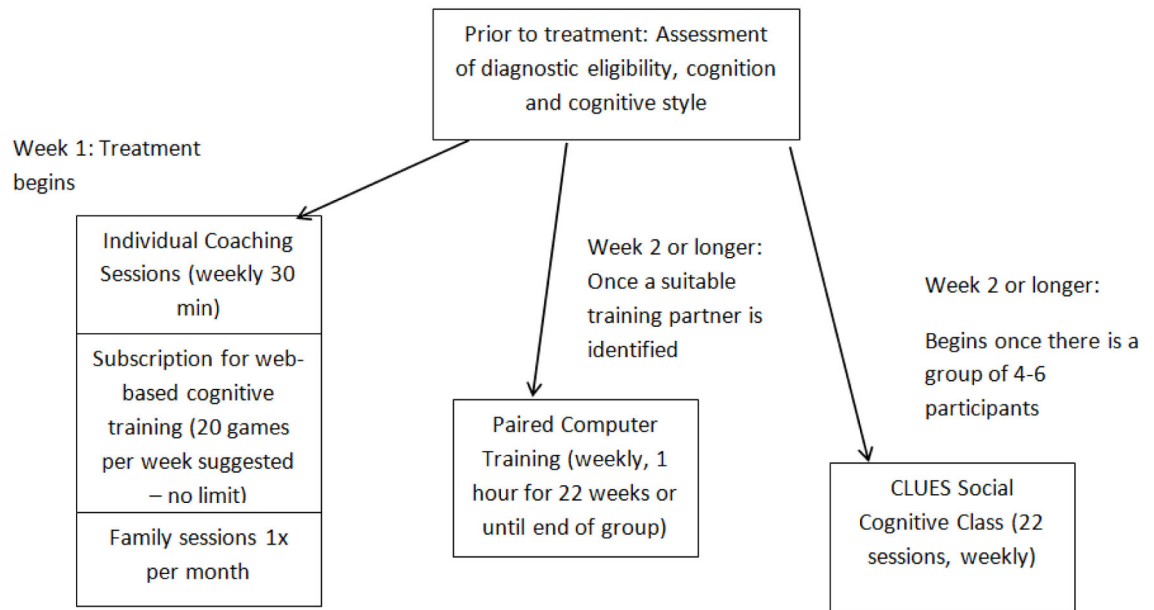 Prior to treatment: Assessment
of diagnostic eligibility, cognition
and cognitive style
Week 1: Treatment
begins
Individual Coaching
Sessions (weekly 30
min)
Subscription for web-
based cognitive
training (20 games
per week suggested
– no limit)
Family sessions 1x
per month
Week 2 or longer:
Once a suitable
training partner is
identified
Paired Computer
Training (weekly, 1
hour for 22 weeks or
until end of group)
Week 2 or longer:
Begins once there is a
group of 4-6
participants
CLUES Social
Cognitive Class (22
sessions, weekly)